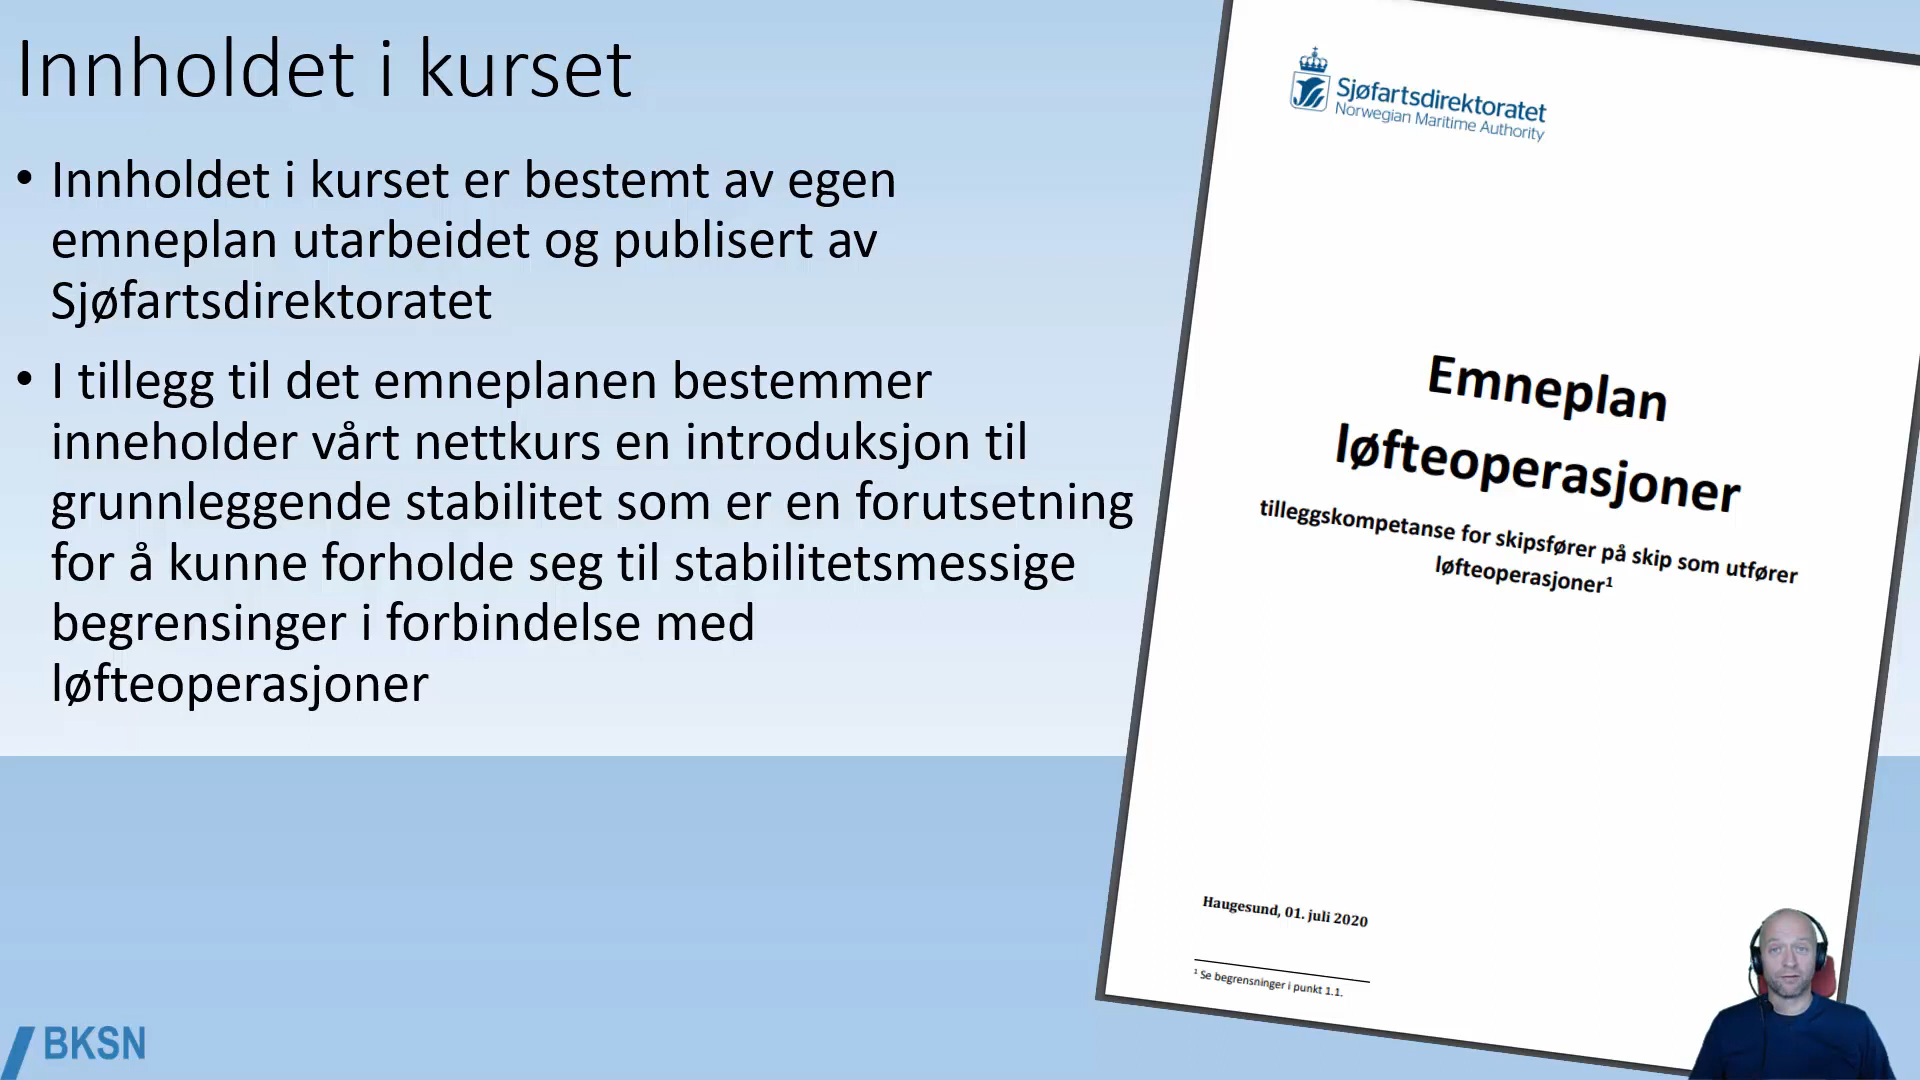 Innholdet i kurset
• Innholdet i kurset er bestemt av egen
emneplan utarbeidet og publisert av
Sjøfartsdirektoratet
• I tillegg til det emneplanen bestemmer
inneholder vårt nettkurs en introduksjon til
grunnleggende stabilitet som er en forutsetning
for å kunne forholde seg til stabilitetsmessige
begrensinger i forbindelse med
løfteoperasjoner
Sjøfartsdirektoratet
Norwegian Maritime Authority
Emneplan
løfteoperasjoner
tilleggskompetanse for skipsfører på skip som utfører
løfteoperasjoner¹
Haugesund, 01. juli 2020
¹ Se begrensninger i punkt 1.1.
BKSN